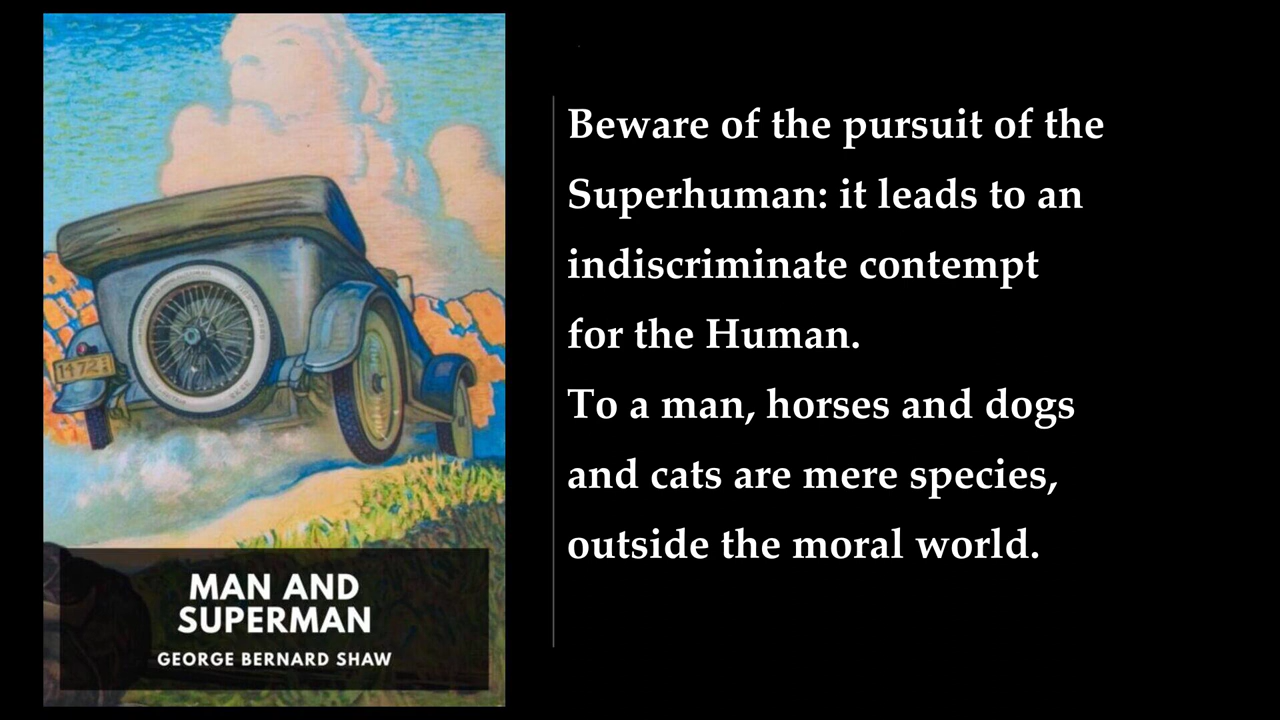 1472
MAN AND
SUPERMAN
GEORGE BERNARD SHAW
Beware of the pursuit of the
Superhuman: it leads to an
indiscriminate contempt
for the Human.
To a man, horses and dogs
and cats are mere species,
outside the moral world.